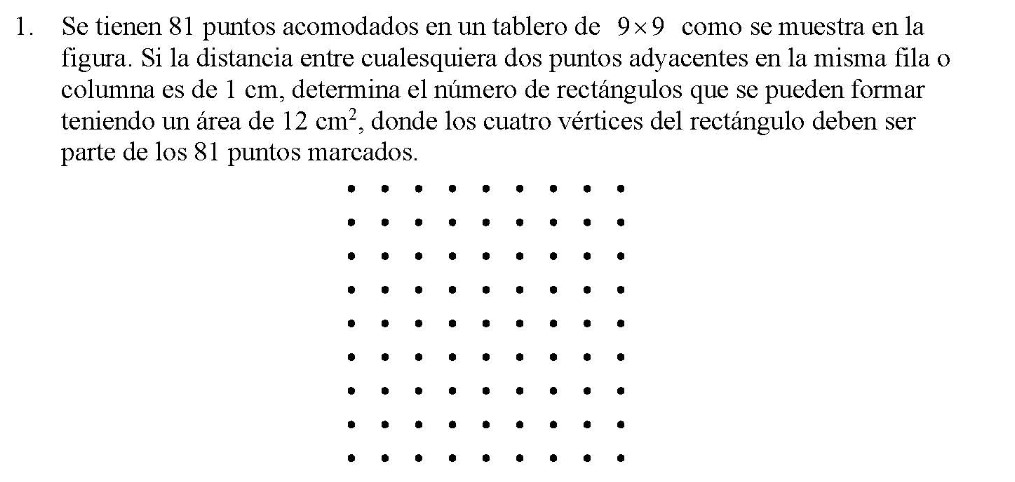 1. Se tienen 81 puntos acomodados en un tablero de 9×9 como se muestra en la
figura. Si la distancia entre cualesquiera dos puntos adyacentes en la misma fila o
columna es de 1 cm, determina el número de rectángulos que se pueden formar
teniendo un área de 12 cm², donde los cuatro vértices del rectángulo deben ser
parte de los 81 puntos marcados.